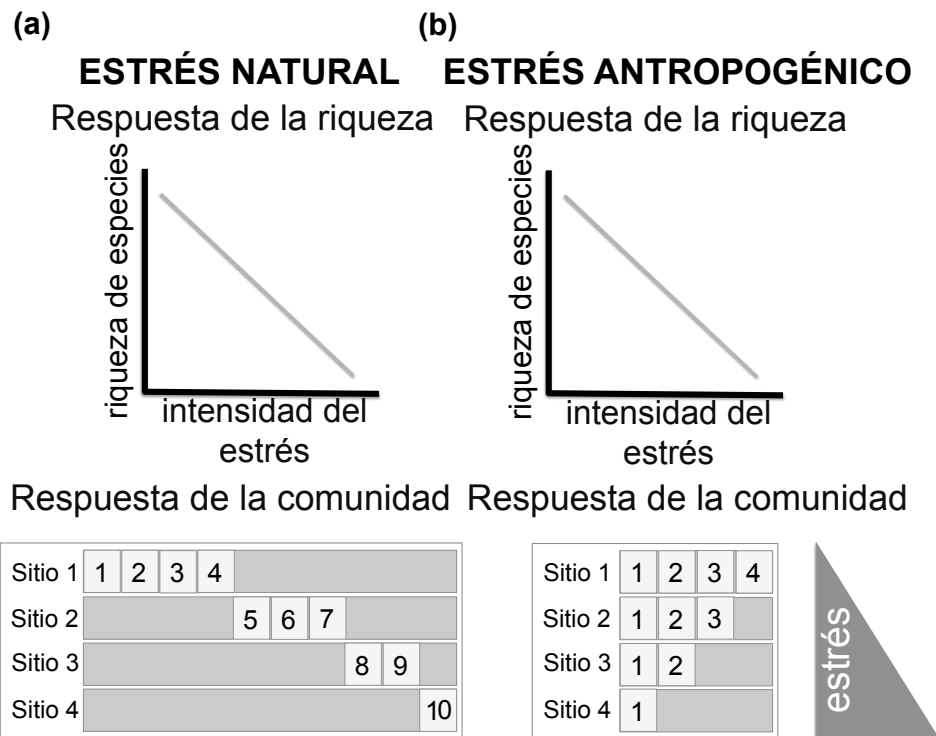 (a)
ESTRÉS NATURAL
Respuesta de la riqueza
riqueza de especies
intensidad del
estrés
Respuesta de la comunidad
Sitio 1 1 2 3 4
Sitio 2 5 6 7
Sitio 3 8 9
Sitio 4 10
(b)
ESTRÉS ANTROPOGÉNICO
Respuesta de la riqueza
riqueza de especies
intensidad del
estrés
Respuesta de la comunidad
Sitio 1 1 2 3 4
Sitio 2 1 2 3
Sitio 3 1 2
Sitio 4 1
estrés